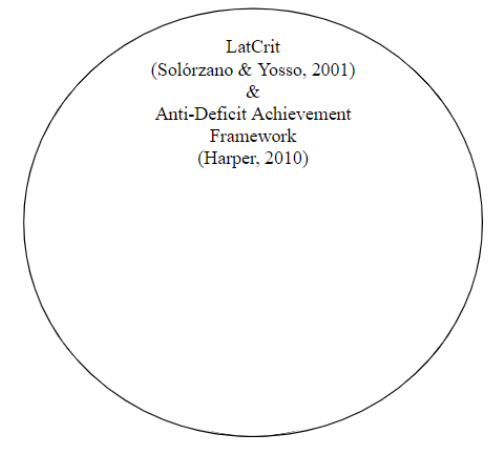 LatCrit
(Solórzano & Yosso, 2001)
&
Anti-Deficit Achievement
Framework
(Harper, 2010)